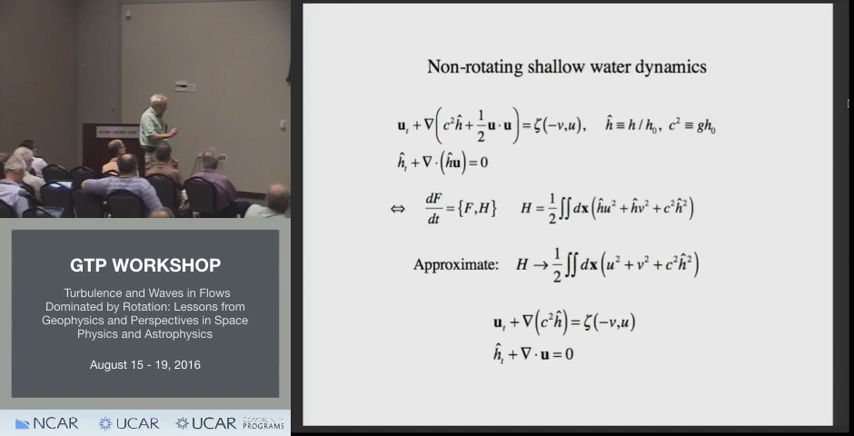 Non-rotating shallow water dynamics
u_t + ∇(c²ĥ + ½u·u) = ζ(−v,u), ĥ ≡ h/h₀, c² ≡ gh₀
ĥ_t + ∇·(ĥu) = 0
⇔ dF/dt = {F,H} H = ½∬dx(ĥu² + ĥv² + c²ĥ²)
Approximate: H → ½∬dx(u² + v² + c²ĥ²)
u_t + ∇(c²ĥ) = ζ(−v,u)
ĥ_t + ∇·u = 0
GTP WORKSHOP
Turbulence and Waves in Flows
Dominated by Rotation: Lessons from
Geophysics and Perspectives in Space
Physics and Astrophysics
August 15 - 19, 2016
NCAR UCAR UCAR
PROGRAMS